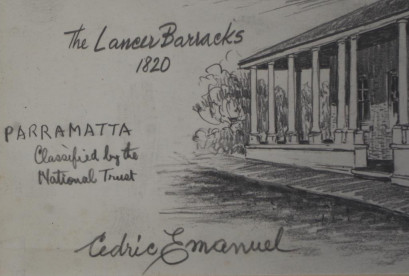 The Lancer Barracks
1820
PARRAMATTA
Classified by the
National Trust
Cedric Emanuel